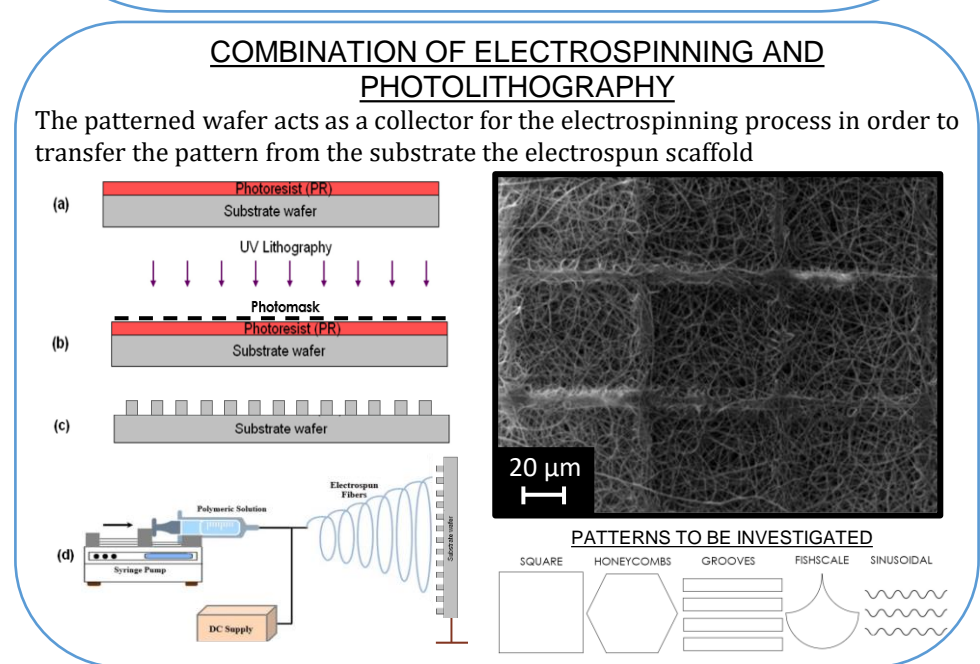 COMBINATION OF ELECTROSPINNING AND
PHOTOLITHOGRAPHY
The patterned wafer acts as a collector for the electrospinning process in order to
transfer the pattern from the substrate the electrospun scaffold
(a)
Photoresist (PR)
Substrate wafer
UV Lithography
Photomask
(b)
Photoresist (PR)
Substrate wafer
(c)
Substrate wafer
(d)
Polymeric Solution
Syringe Pump
DC Supply
Electrospun
Fibers
Substrate wafer
20 μm
PATTERNS TO BE INVESTIGATED
SQUARE HONEYCOMBS GROOVES FISHSCALE SINUSOIDAL